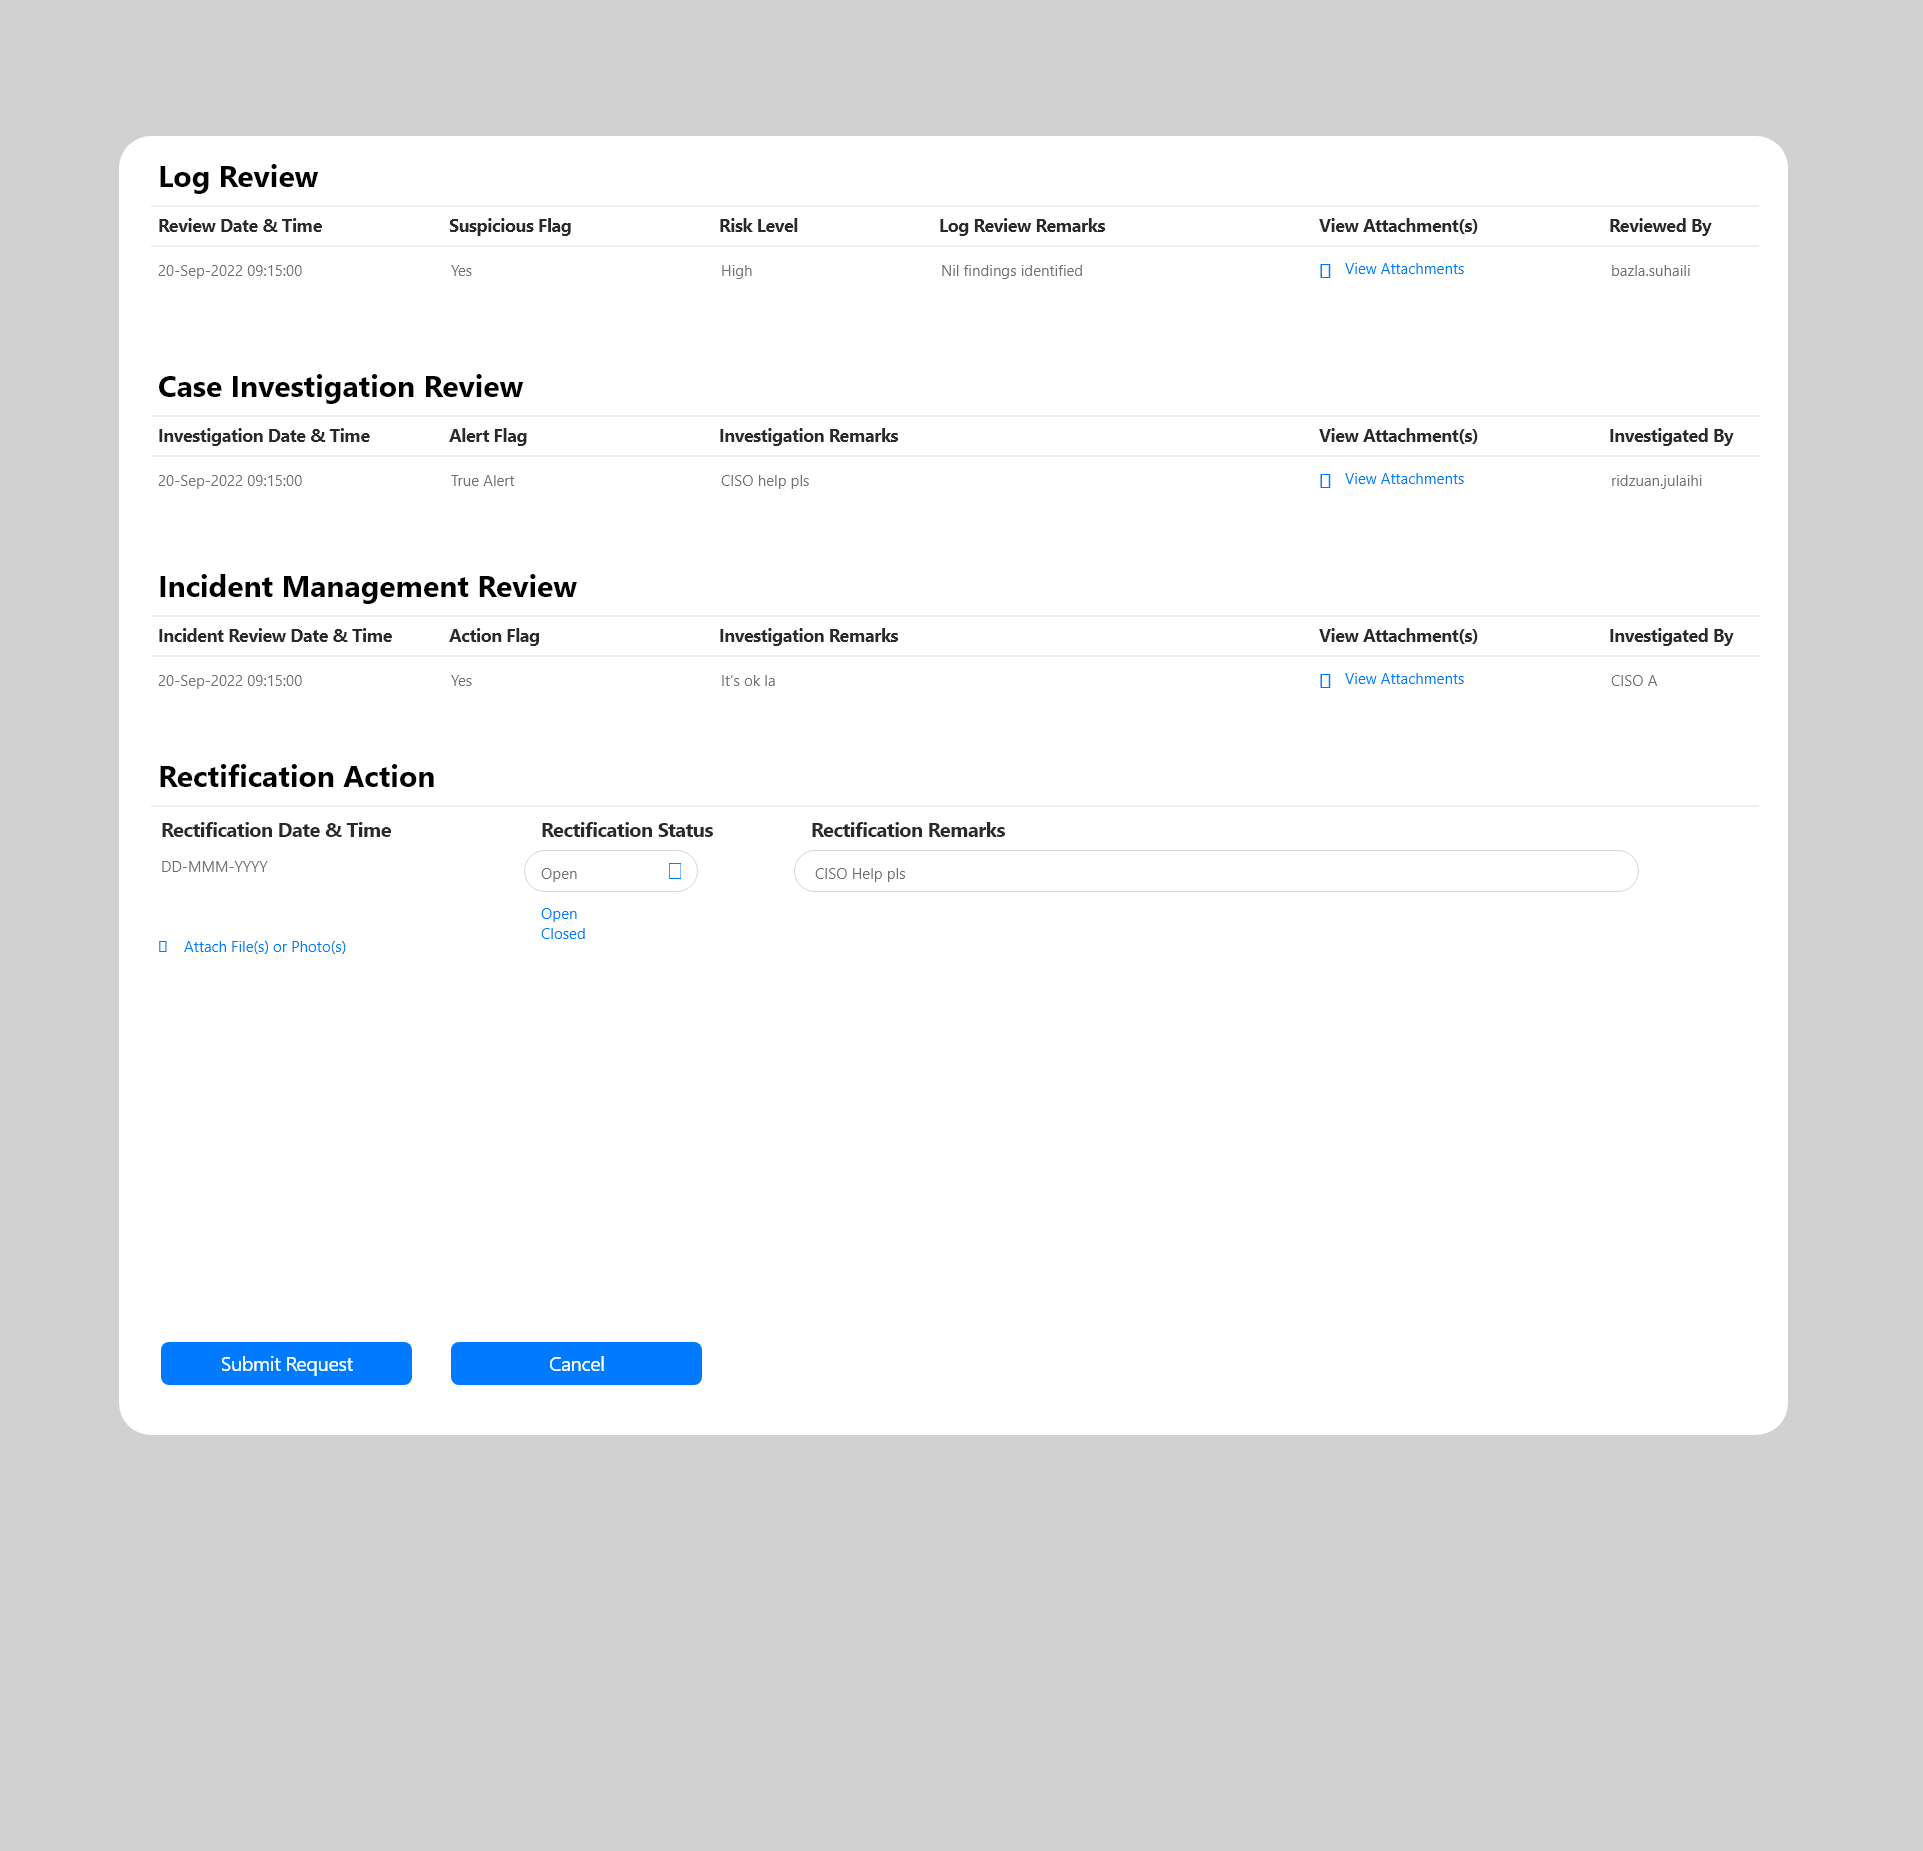 Log Review
Review Date & Time Suspicious Flag Risk Level Log Review Remarks View Attachment(s) Reviewed By
20-Sep-2022 09:15:00 Yes High Nil findings identified View Attachments bazla.suhaili
Case Investigation Review
Investigation Date & Time Alert Flag Investigation Remarks View Attachment(s) Investigated By
20-Sep-2022 09:15:00 True Alert CISO help pls View Attachments ridzuan.julaihi
Incident Management Review
Incident Review Date & Time Action Flag Investigation Remarks View Attachment(s) Investigated By
20-Sep-2022 09:15:00 Yes It's ok la View Attachments CISO A
Rectification Action
Rectification Date & Time Rectification Status Rectification Remarks
DD-MMM-YYYY Open CISO Help pls
Open
Closed
Attach File(s) or Photo(s)
Submit Request Cancel